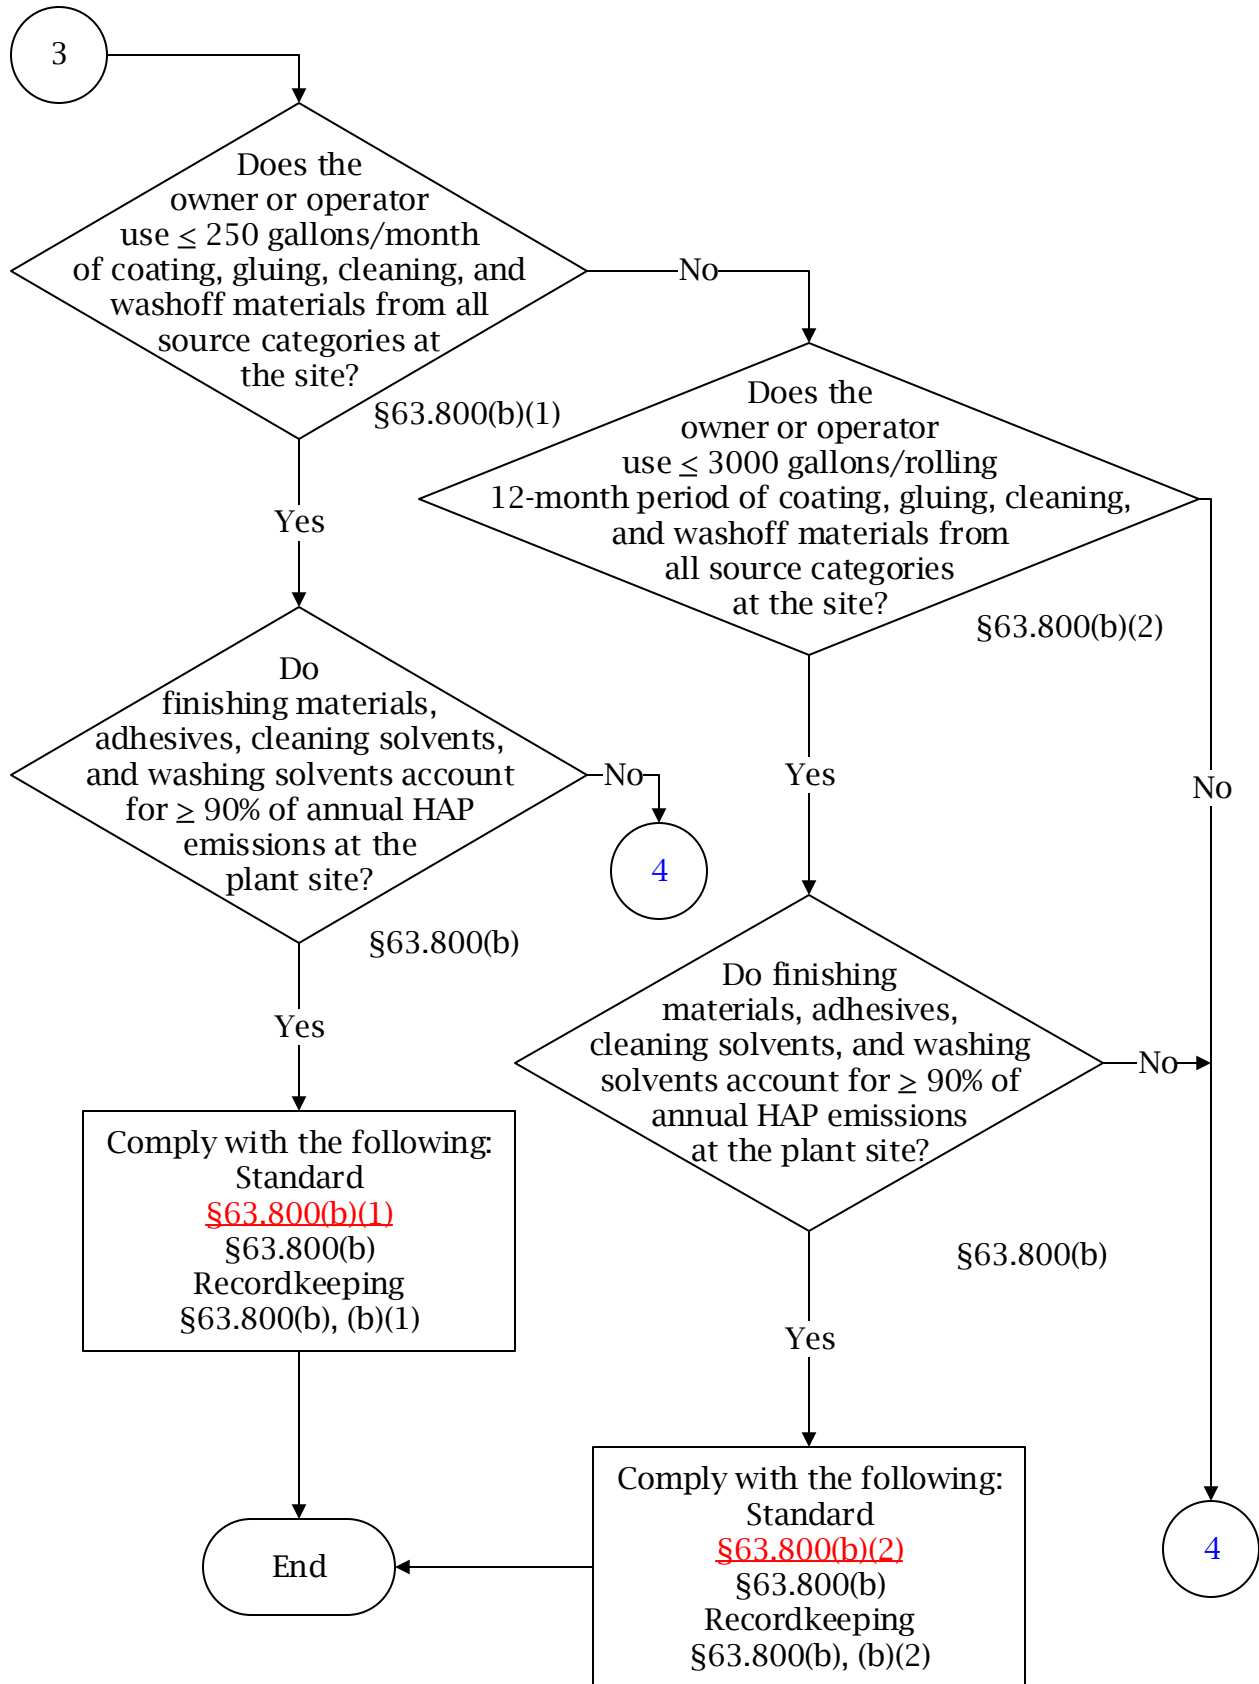 3
Does the
owner or operator
use ≤ 250 gallons/month
of coating, gluing, cleaning, and
washoff materials from all
source categories at
the site?
§63.800(b)(1)
No
Yes
Does the
owner or operator
use ≤ 3000 gallons/rolling
12-month period of coating, gluing, cleaning,
and washoff materials from
all source categories
at the site?
§63.800(b)(2)
No
Yes
Do
finishing materials,
adhesives, cleaning solvents,
and washing solvents account
for ≥ 90% of annual HAP
emissions at the
plant site?
§63.800(b)
No
4
Yes
Do finishing
materials, adhesives,
cleaning solvents, and washing
solvents account for ≥ 90% of
annual HAP emissions
at the plant site?
§63.800(b)
No
Yes
Comply with the following:
Standard
§63.800(b)(1)
§63.800(b)
Recordkeeping
§63.800(b), (b)(1)
Comply with the following:
Standard
§63.800(b)(2)
§63.800(b)
Recordkeeping
§63.800(b), (b)(2)
End
4